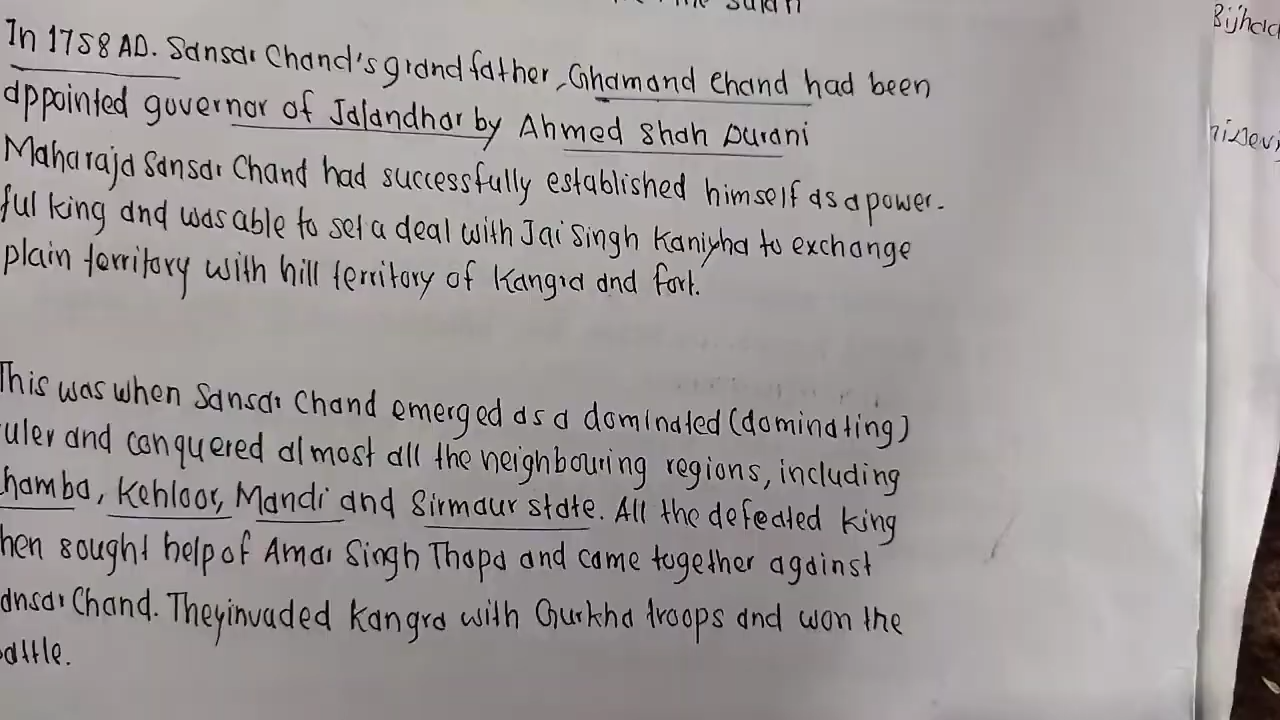 In 1758 AD. Sansar Chand's grand father, Ghamand Chand had been
appointed governor of Jalandhar by Ahmed Shah Durani
Maharaja Sansar Chand had successfully established himself as a power-
ful king and was able to set a deal with Jai Singh Kaniyha to exchange
plain territory with hill territory of Kangra and fort.
This was when Sansar Chand emerged as a dominated (dominating)
uler and conquered almost all the neighbouring regions, including
hamba, Kehloor, Mandi and Sirmaur state. All the defeated king
hen sought help of Amar Singh Thapa and came together against
ansar Chand. They invaded Kangra with Gurkha troops and won the
attle.